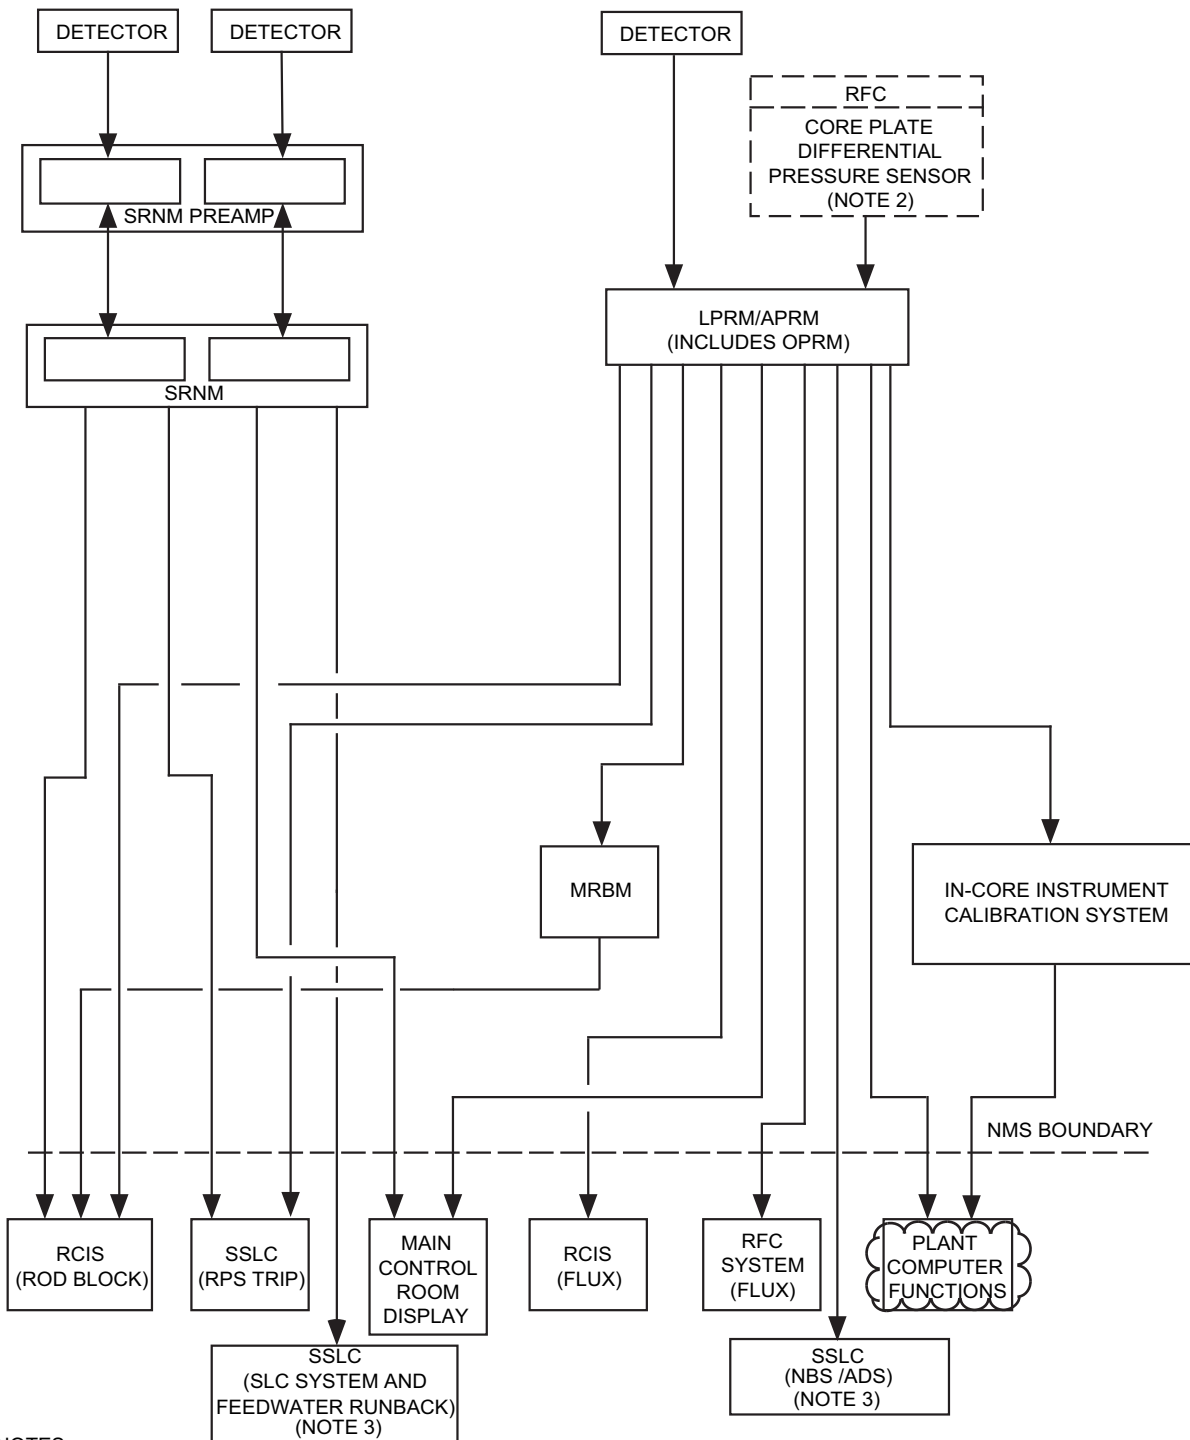 DETECTOR
DETECTOR
DETECTOR
RFC
CORE PLATE
DIFFERENTIAL
PRESSURE SENSOR
(NOTE 2)
SRNM PREAMP
LPRM/APRM
(INCLUDES OPRM)
SRNM
MRBM
IN-CORE INSTRUMENT
CALIBRATION SYSTEM
NMS BOUNDARY
RCIS
(ROD BLOCK)
SSLC
(RPS TRIP)
MAIN
CONTROL
ROOM
DISPLAY
RCIS
(FLUX)
RFC
SYSTEM
(FLUX)
PLANT
COMPUTER
FUNCTIONS
SSLC
(SLC SYSTEM AND
FEEDWATER RUNBACK)
(NOTE 3)
SSLC
(NBS /ADS)
(NOTE 3)